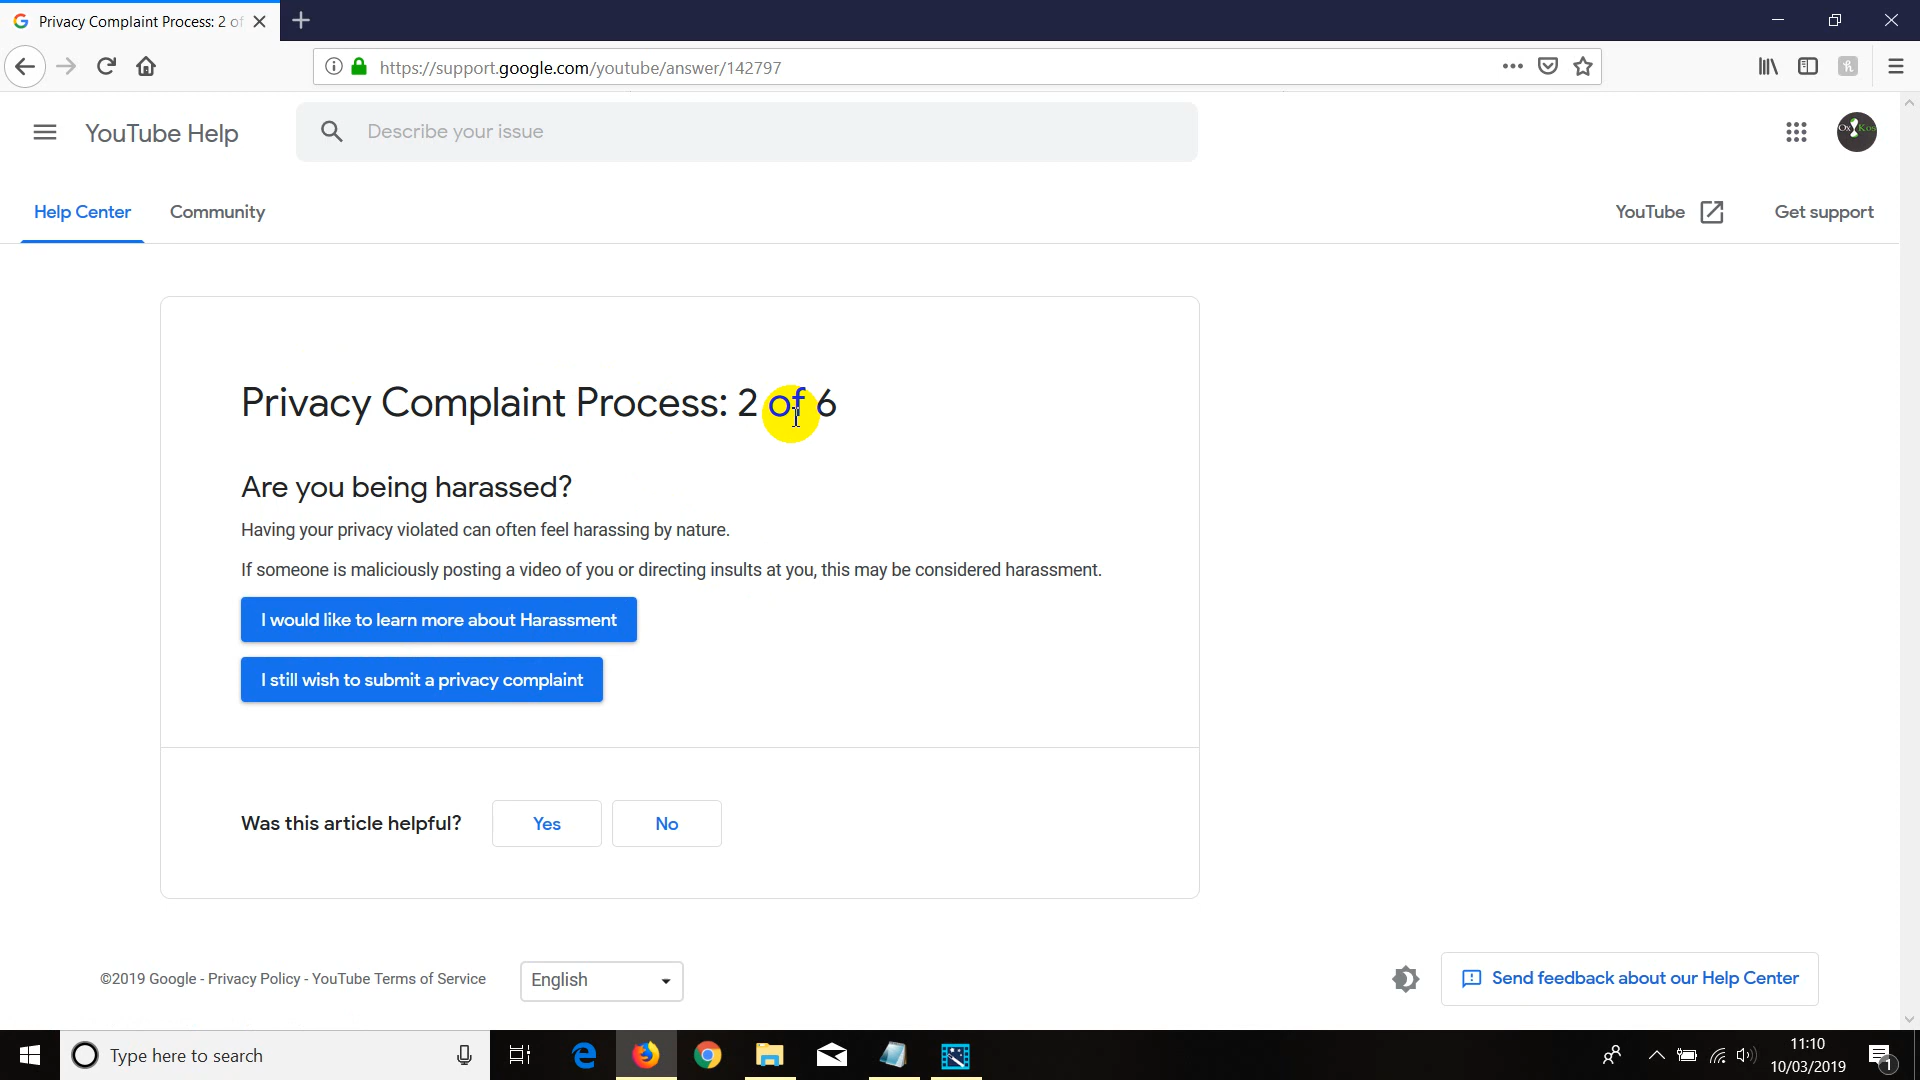 Privacy Complaint Process: 2 of
https://support.google.com/youtube/answer/142797
YouTube Help
Describe your issue
Help Center
Community
YouTube
Get support
Privacy Complaint Process: 2 of 6
Are you being harassed?
Having your privacy violated can often feel harassing by nature.
If someone is maliciously posting a video of you or directing insults at you, this may be considered harassment.
I would like to learn more about Harassment
I still wish to submit a privacy complaint
Was this article helpful?
Yes
No
©2019 Google - Privacy Policy - YouTube Terms of Service
English
Send feedback about our Help Center
Type here to search
11:10
10/03/2019
1